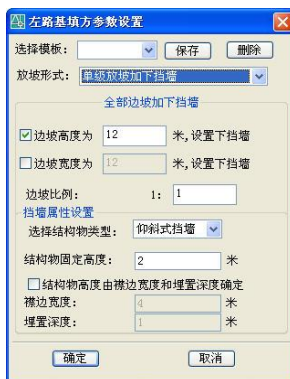 左路基填方参数设置
选择模板： 保存 删除
放坡形式： 单级放坡加下挡墙
全部边坡加下挡墙
边坡高度为 12 米,设置下挡墙
边坡宽度为 12 米,设置下挡墙
边坡比例： 1: 1
挡墙属性设置
选择结构物类型： 仰斜式挡墙
结构物固定高度： 2 米
结构物高度由襟边宽度和埋置深度确定
襟边宽度： 4 米
埋置深度： 1 米
确定 取消